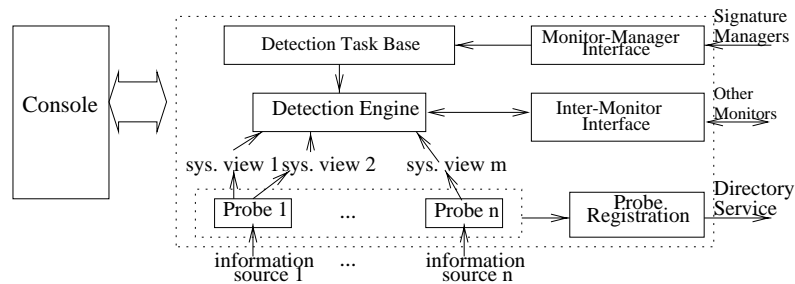 Signature
Managers
Detection Task Base
Monitor-Manager
Interface
Console
Detection Engine
Inter-Monitor
Interface
Other
Monitors
sys. view 1
sys. view 2
sys. view m
Probe 1
...
Probe n
Probe
Registration
Directory
Service
information
source 1
...
information
source n